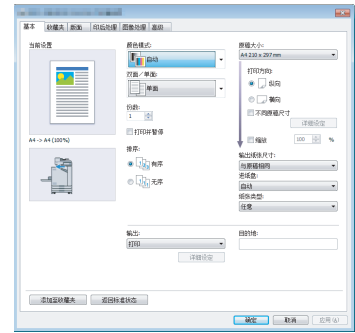 基本 收藏夹 版面 印后处理 图像处理 高级
当前设置
颜色模式:
原稿大小:
自动
A4 210 x 297 mm
打印方向:
双面／单面:
纵向
单面
横向
份数:
不同原稿尺寸
1
详细设定
打印并暂停
缩放
100 %
A4 -> A4 (100%)
排序:
输出纸张尺寸:
有序
与原稿相同
进纸盘:
无序
自动
纸张类型:
任意
输出:
目的地:
打印
详细设定
添加至收藏夹 返回标准状态
确定 取消 应用(A)